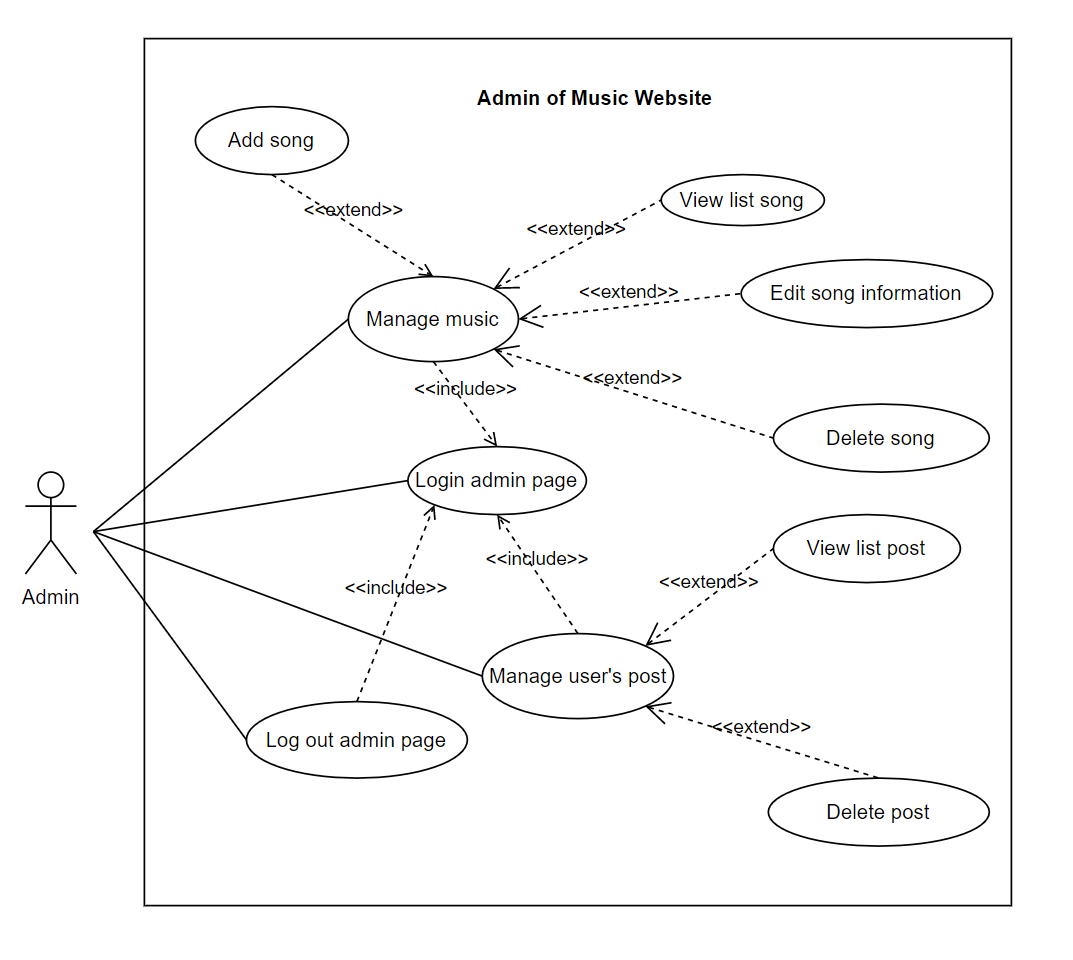 Admin of Music Website
Add song
<<extend>>
View list song
<<extend>>
Edit song information
<<extend>>
Manage music
<<extend>>
<<include>>
Delete song
Login admin page
View list post
<<include>>
<<extend>>
<<include>>
Admin
Manage user's post
<<extend>>
Log out admin page
Delete post